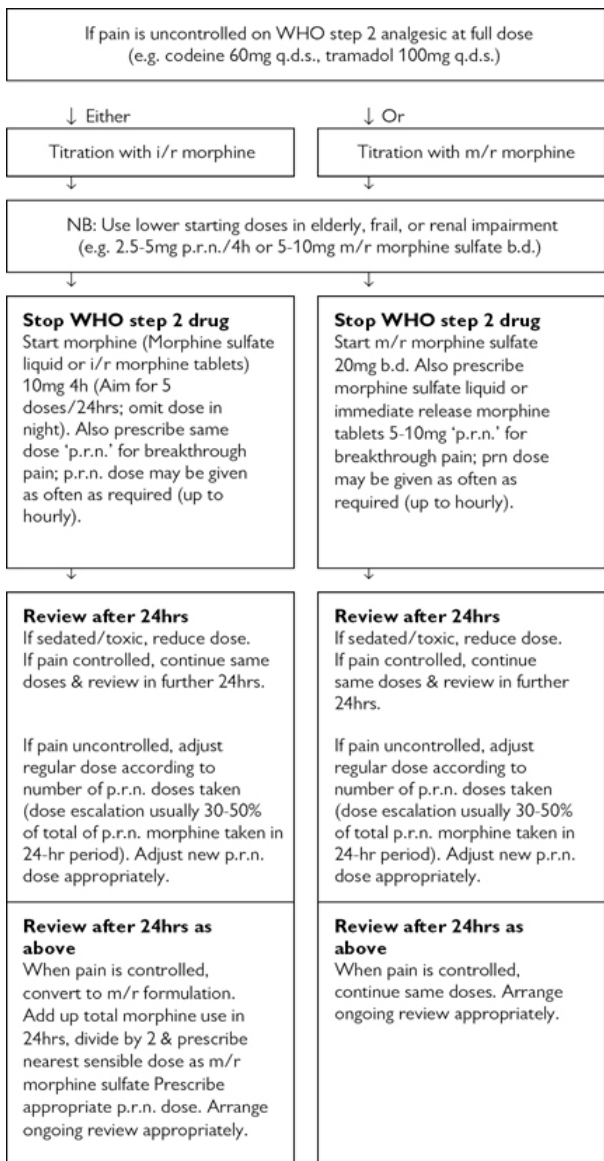 If pain is uncontrolled on WHO step 2 analgesic at full dose
(e.g. codeine 60mg q.d.s., tramadol 100mg q.d.s.)
↓ Either
↓ Or
Titration with i/r morphine
Titration with m/r morphine
NB: Use lower starting doses in elderly, frail, or renal impairment
(e.g. 2.5-5mg p.r.n./4h or 5-10mg m/r morphine sulfate b.d.)
Stop WHO step 2 drug
Start morphine (Morphine sulfate
liquid or i/r morphine tablets)
10mg 4h (Aim for 5
doses/24hrs; omit dose in
night). Also prescribe same
dose 'p.r.n.' for breakthrough
pain; p.r.n. dose may be given
as often as required (up to
hourly).
Stop WHO step 2 drug
Start m/r morphine sulfate
20mg b.d. Also prescribe
morphine sulfate liquid or
immediate release morphine
tablets 5-10mg 'p.r.n.' for
breakthrough pain; prn dose
may be given as often as
required (up to hourly).
Review after 24hrs
If sedated/toxic, reduce dose.
If pain controlled, continue same
doses & review in further 24hrs.
If pain uncontrolled, adjust
regular dose according to
number of p.r.n. doses taken
(dose escalation usually 30-50%
of total of p.r.n. morphine taken in
24-hr period). Adjust new p.r.n.
dose appropriately.
Review after 24hrs
If sedated/toxic, reduce dose.
If pain controlled, continue
same doses & review in further
24hrs.
If pain uncontrolled, adjust
regular dose according to
number of p.r.n. doses taken
(dose escalation usually 30-50%
of total p.r.n. morphine taken in
24-hr period). Adjust new p.r.n.
dose appropriately.
Review after 24hrs as
above
When pain is controlled,
convert to m/r formulation.
Add up total morphine use in
24hrs, divide by 2 & prescribe
nearest sensible dose as m/r
morphine sulfate Prescribe
appropriate p.r.n. dose. Arrange
ongoing review appropriately.
Review after 24hrs as
above
When pain is controlled,
continue same doses. Arrange
ongoing review appropriately.